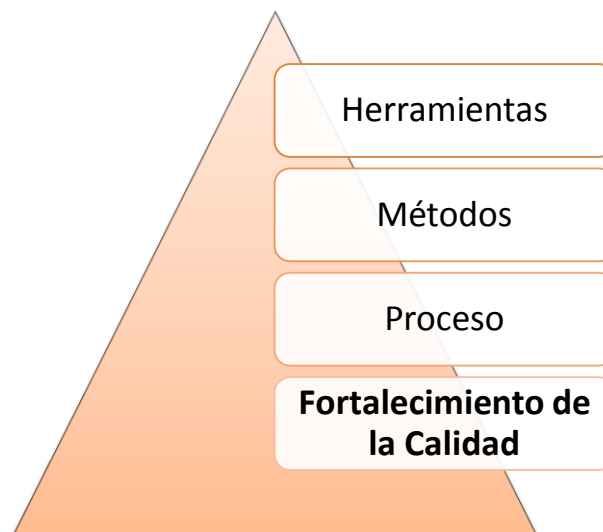 Herramientas
Métodos
Proceso
Fortalecimiento de
la Calidad